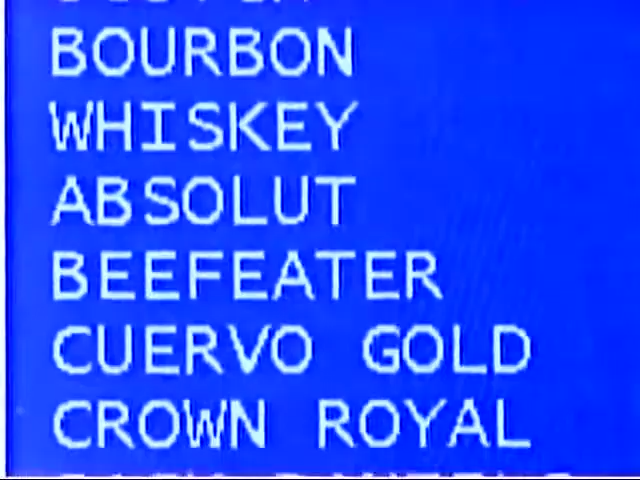 BOURBON
WHISKEY
ABSOLUT
BEEFEATER
CUERVO GOLD
CROWN ROYAL